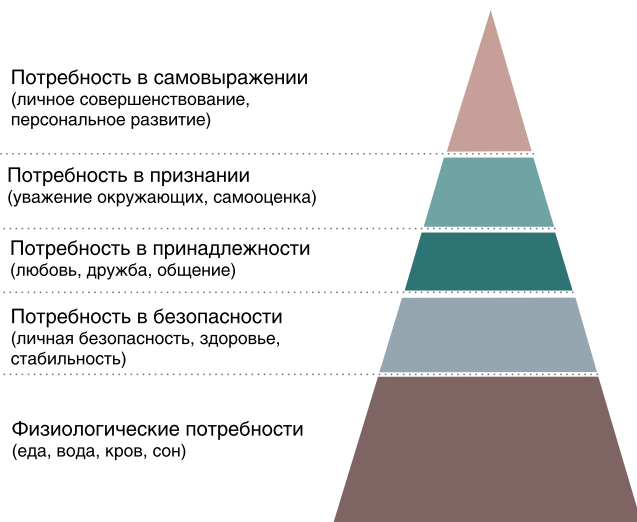 Потребность в самовыражении
(личное совершенствование,
персональное развитие)
Потребность в признании
(уважение окружающих, самооценка)
Потребность в принадлежности
(любовь, дружба, общение)
Потребность в безопасности
(личная безопасность, здоровье,
стабильность)
Физиологические потребности
(еда, вода, кров, сон)